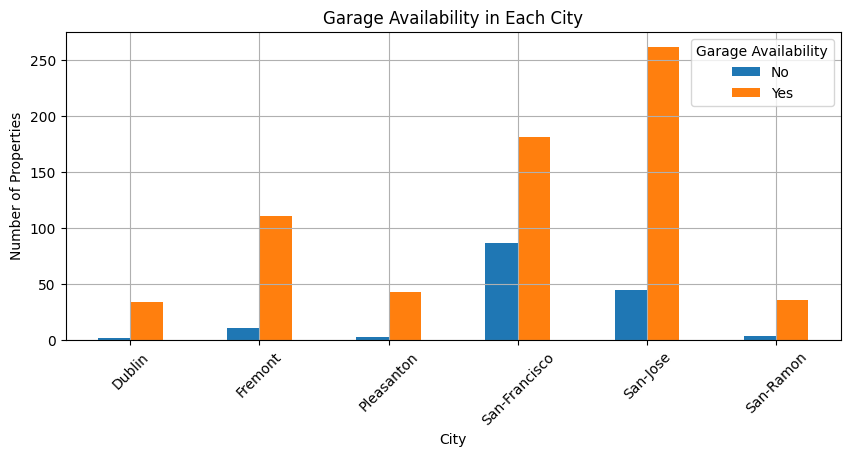 Garage Availability in Each City
Number of Properties
250
200
150
100
50
0
Garage Availability
No
Yes
Dublin
Fremont
Pleasanton
San-Francisco
San-Jose
San-Ramon
City